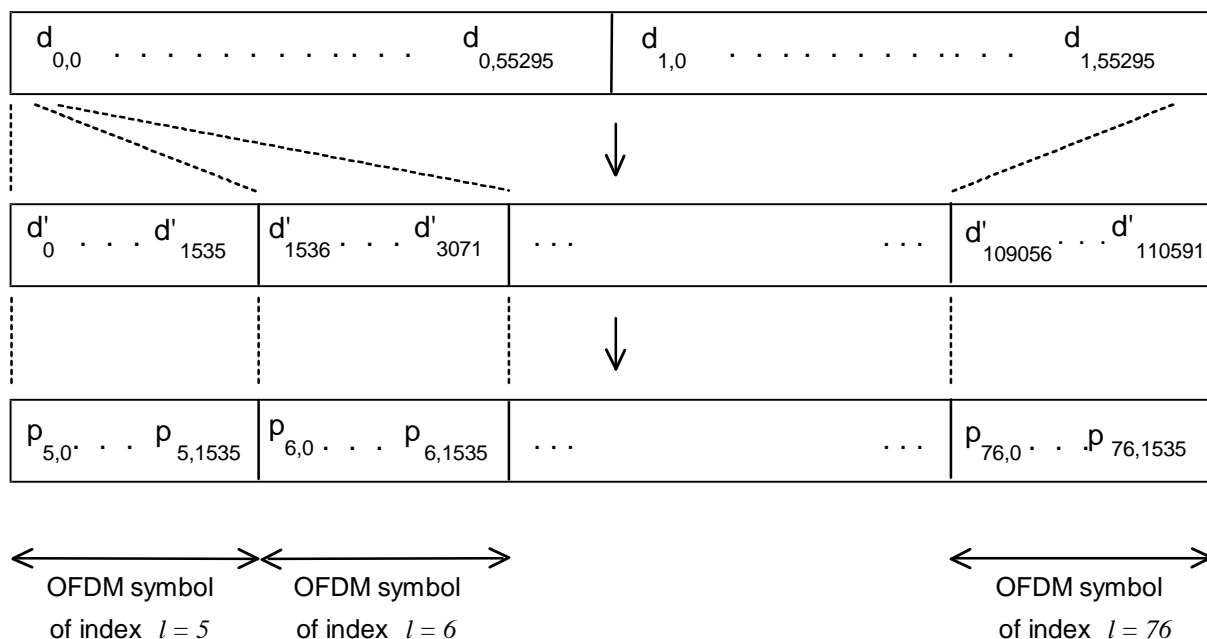 d0,0 . . . . . . . . . . . . d0,55295 d1,0 . . . . . . . . . . . . d1,55295
d'0 . . . d'1535 d'1536 . . . d'3071 ... ... d'109056 . . . d'110591
p5,0 . . . p5,1535 p6,0 . . . p6,1535 ... ... p76,0 . . . p76,1535
OFDM symbol OFDM symbol OFDM symbol
of index l = 5 of index l = 6 of index l = 76